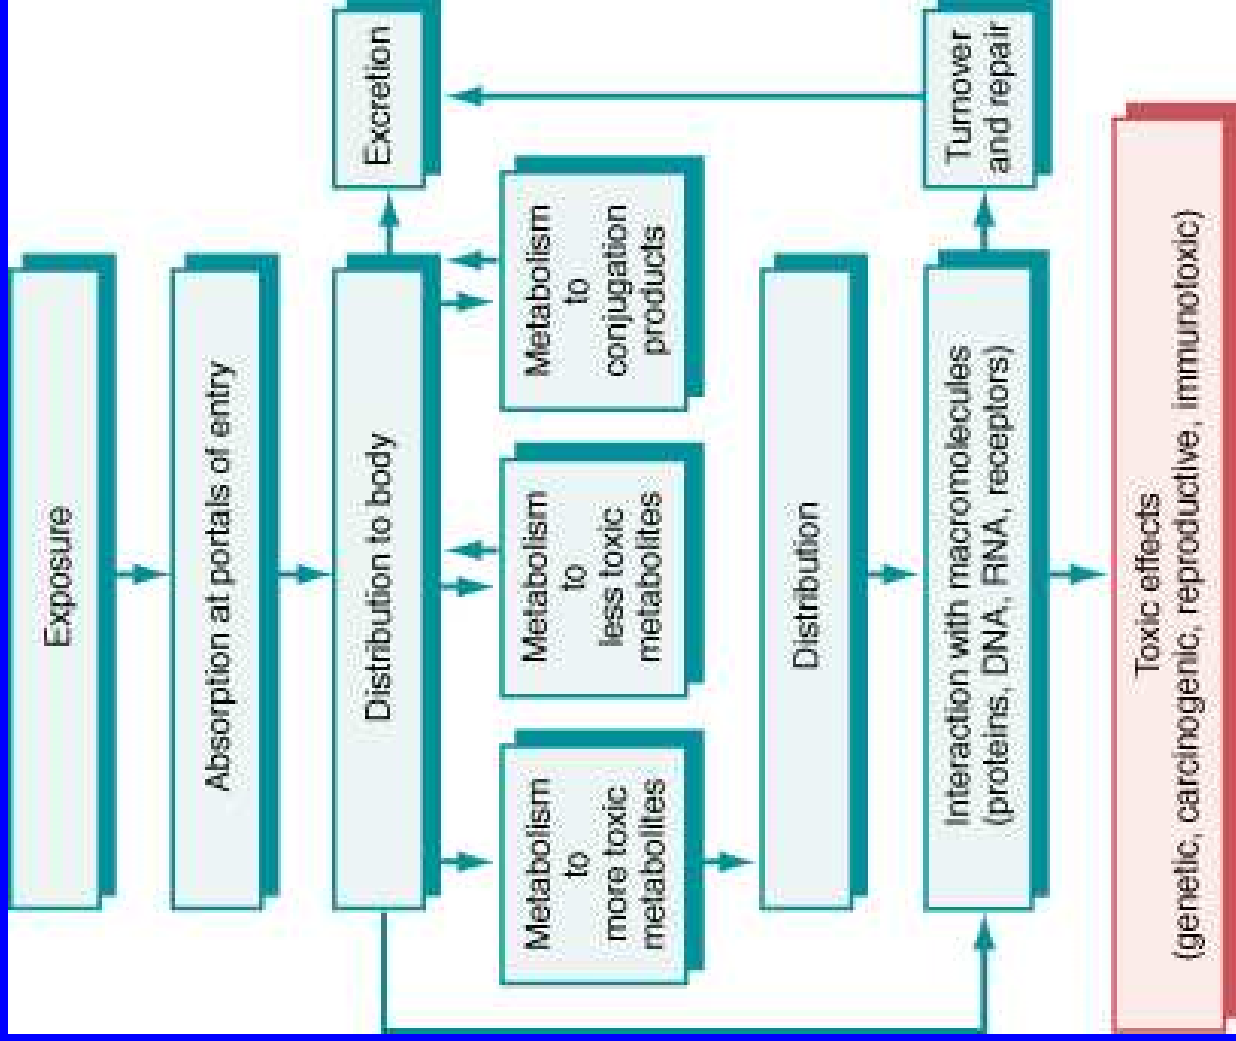 Exposure
Absorption at portals of entry
Distribution to body
Excretion
Metabolism
to
more toxic
metabolites
Metabolism
to
less toxic
metabolites
Metabolism
to
conjugation
products
Distribution
Interaction with macromolecules
(proteins, DNA, RNA, receptors)
Turnover
and repair
Toxic effects
(genetic, carcinogenic, reproductive, immunotoxic)